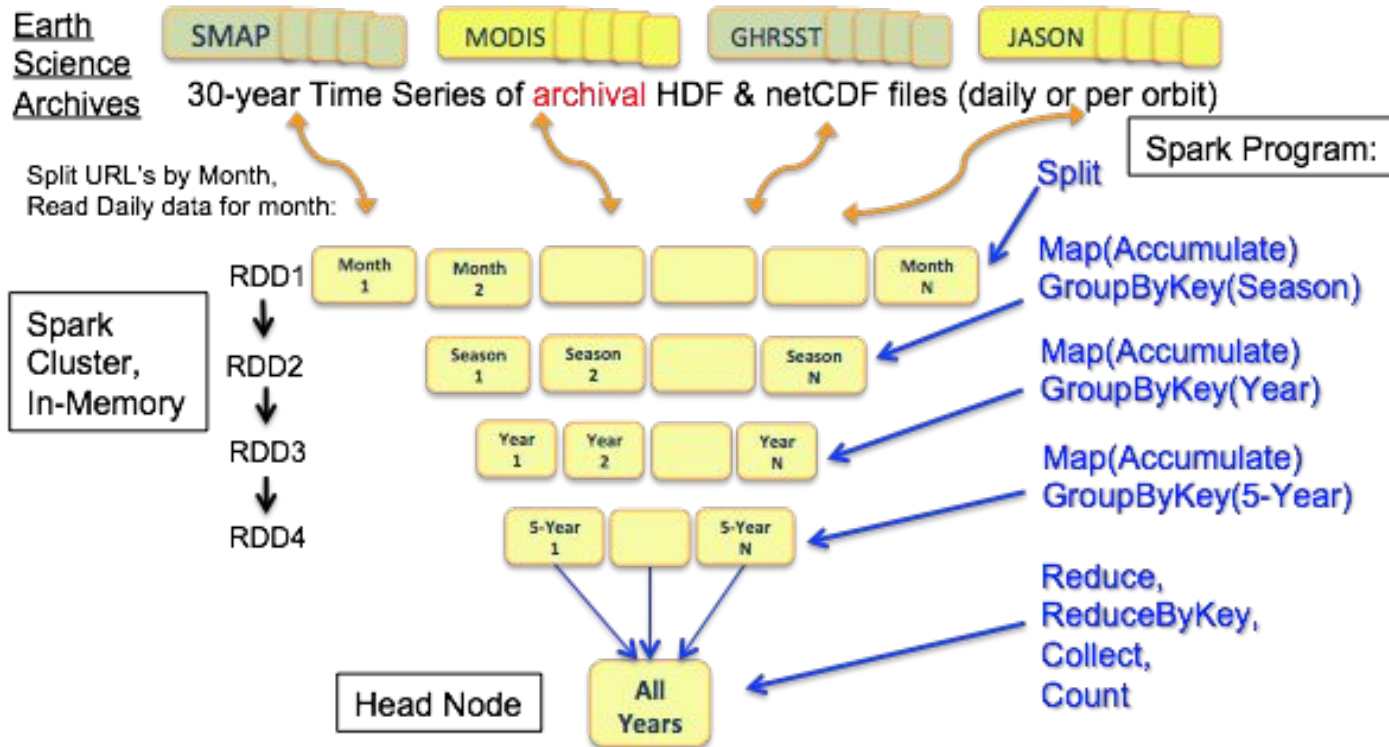 Earth
Science
Archives
SMAP
MODIS
GHRSST
JASON
30-year Time Series of archival HDF & netCDF files (daily or per orbit)
Spark Program:
Split URL's by Month,
Read Daily data for month:
Split
RDD1
Month
1
Month
2
Month
N
Map(Accumulate)
GroupByKey(Season)
Spark
Cluster,
In-Memory
RDD2
Season
1
Season
2
Season
N
Map(Accumulate)
GroupByKey(Year)
RDD3
Year
1
Year
2
Year
N
Map(Accumulate)
GroupByKey(5-Year)
RDD4
5-Year
1
5-Year
N
Reduce,
ReduceByKey,
Collect,
Count
Head Node
All
Years